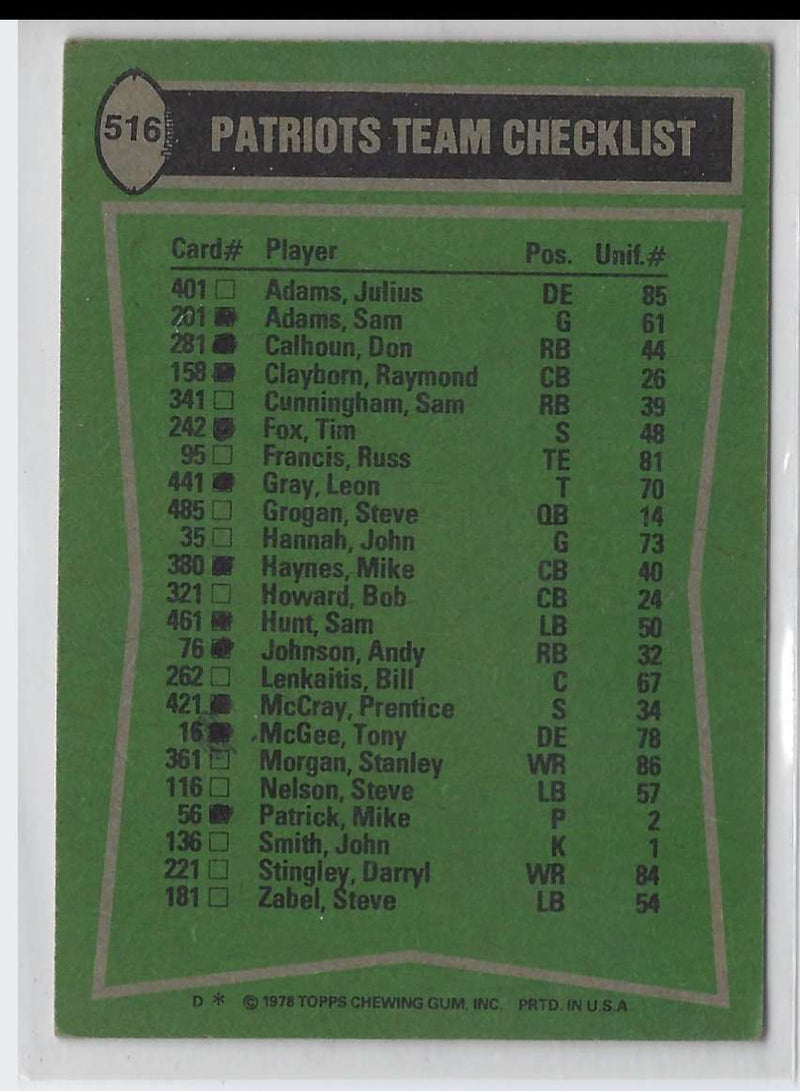 516 PATRIOTS TEAM CHECKLIST
Card# Player Pos. Unif.#
401 Adams, Julius DE 85
201 Adams, Sam G 61
281 Calhoun, Don RB 44
158 Clayborn, Raymond CB 26
341 Cunningham, Sam RB 39
242 Fox, Tim S 48
95 Francis, Russ TE 81
441 Gray, Leon T 70
485 Grogan, Steve QB 14
35 Hannah, John G 73
380 Haynes, Mike CB 40
321 Howard, Bob CB 24
461 Hunt, Sam LB 50
76 Johnson, Andy RB 32
262 Lenkaitis, Bill C 67
421 McCray, Prentice S 34
16 McGee, Tony DE 78
361 Morgan, Stanley WR 86
116 Nelson, Steve LB 57
56 Patrick, Mike P 2
136 Smith, John K 1
221 Stingley, Darryl WR 84
181 Zabel, Steve LB 54
D * © 1978 TOPPS CHEWING GUM, INC. PRTD. IN U.S.A.